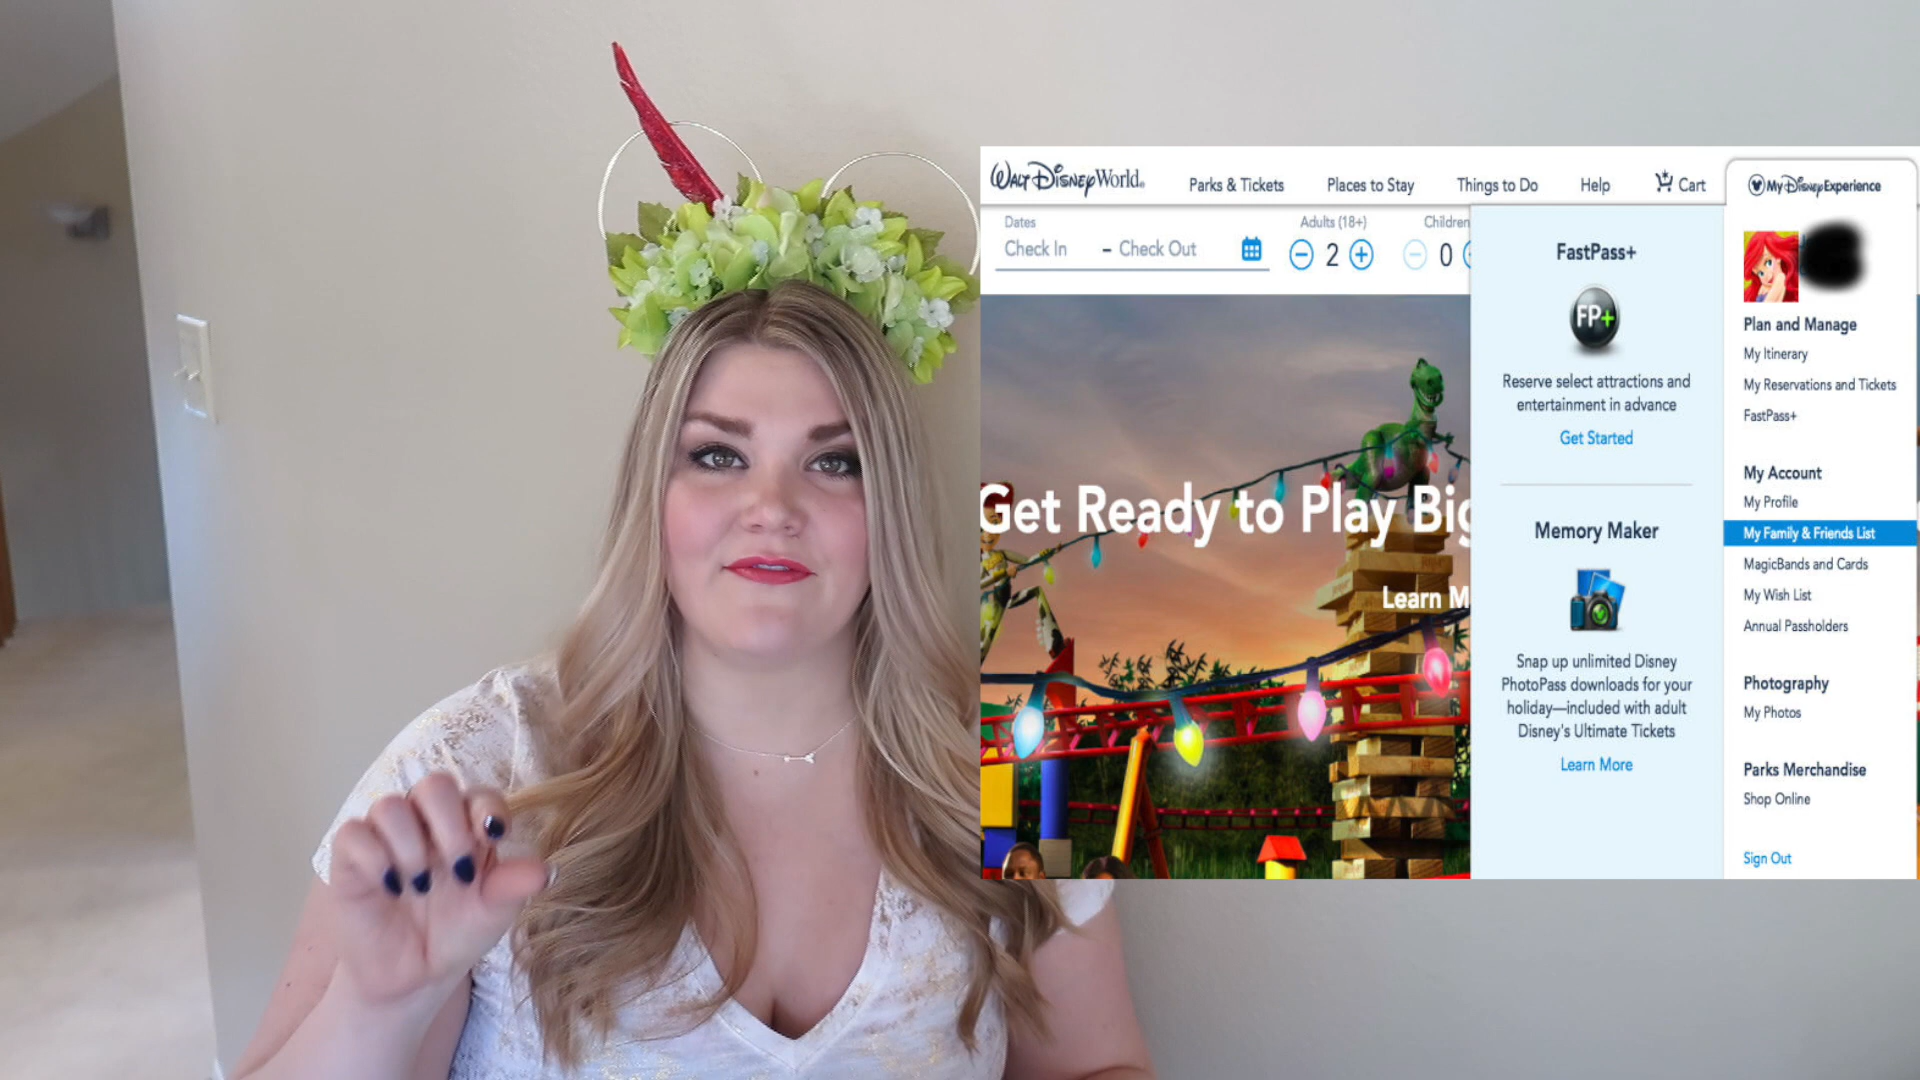 Walt Disney World.
Parks & Tickets
Places to Stay
Things to Do
Help
Cart
My Disney Experience
Dates
Check In
– Check Out
Adults (18+)
2
Children
0
Get Ready to Play Big
Learn M
FastPass+
FP+
Reserve select attractions and
entertainment in advance
Get Started
Memory Maker
Snap up unlimited Disney
PhotoPass downloads for your
holiday—included with adult
Disney's Ultimate Tickets
Learn More
Plan and Manage
My Itinerary
My Reservations and Tickets
FastPass+
My Account
My Profile
My Family & Friends List
MagicBands and Cards
My Wish List
Annual Passholders
Photography
My Photos
Parks Merchandise
Shop Online
Sign Out